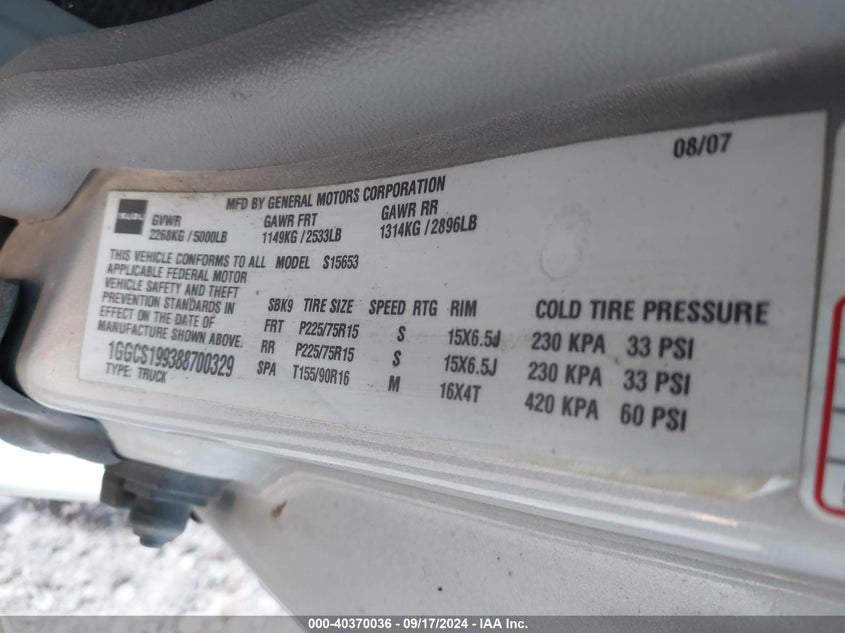 08/07
MFD BY GENERAL MOTORS CORPORATION
ISUZU
GVWR GAWR FRT GAWR RR
2268KG / 5000LB 1149KG / 2533LB 1314KG / 2896LB
THIS VEHICLE CONFORMS TO ALL MODEL S15653
APPLICABLE FEDERAL MOTOR
VEHICLE SAFETY AND THEFT
PREVENTION STANDARDS IN
EFFECT ON THE DATE OF
MANUFACTURE SHOWN ABOVE.
1GGCS199388700329
TYPE: TRUCK
SBK9 TIRE SIZE SPEED RTG RIM COLD TIRE PRESSURE
FRT P225/75R15 S 15X6.5J 230 KPA 33 PSI
RR P225/75R15 S 15X6.5J 230 KPA 33 PSI
SPA T155/90R16 M 16X4T 420 KPA 60 PSI
000-40370036 - 09/17/2024 - IAA Inc.